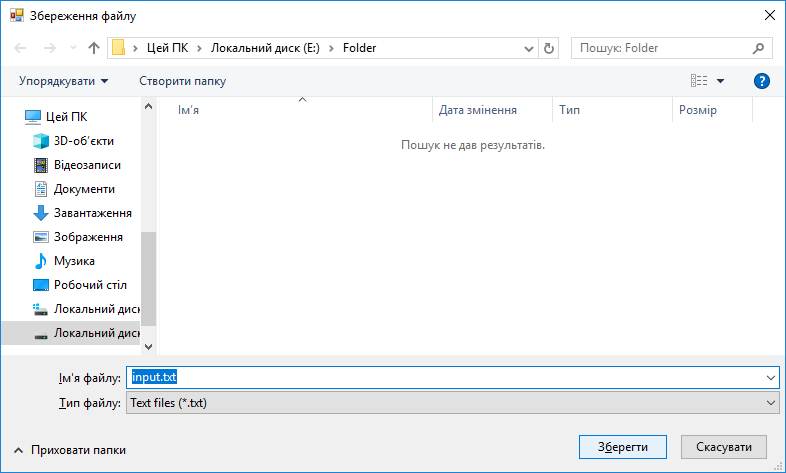 Збереження файлу
Цей ПК Локальний диск (E:) Folder
Пошук: Folder
Упорядкувати Створити папку
?
Ім'я Дата змінення Тип Розмір
Пошук не дав результатів.
Цей ПК
3D-об'єкти
Відеозаписи
Документи
Завантаження
Зображення
Музика
Робочий стіл
Локальний диск
Локальний диск
Ім'я файлу: input.txt
Тип файлу: Text files (*.txt)
Приховати папки
Зберегти Скасувати